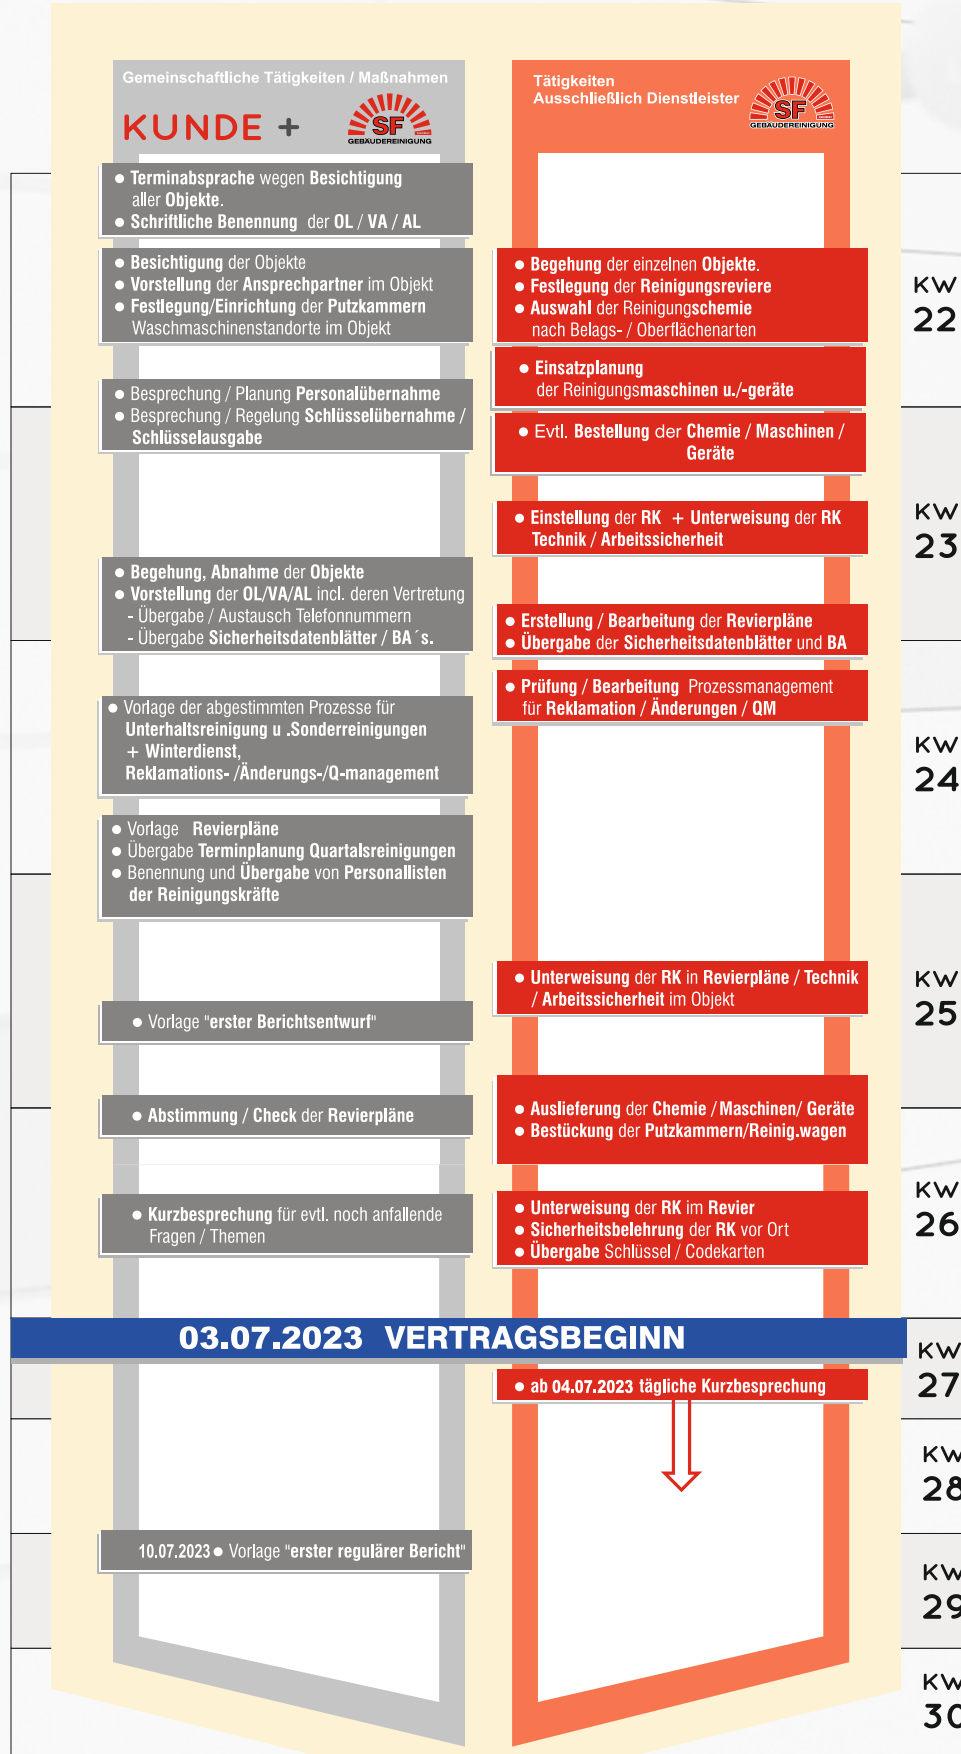 Gemeinschaftliche Tätigkeiten / Maßnahmen
KUNDE +
SF
GEBÄUDEREINIGUNG
● Terminabsprache wegen Besichtigung
aller Objekte.
● Schriftliche Benennung der OL / VA / AL
● Besichtigung der Objekte
● Vorstellung der Ansprechpartner im Objekt
● Festlegung/Einrichtung der Putzkammern
Waschmaschinenstandorte im Objekt
● Besprechung / Planung Personalübernahme
● Besprechung / Regelung Schlüsselübernahme /
Schlüsselausgabe
● Begehung, Abnahme der Objekte
● Vorstellung der OL/VA/AL incl. deren Vertretung
- Übergabe / Austausch Telefonnummern
- Übergabe Sicherheitsdatenblätter / BA´s.
● Vorlage der abgestimmten Prozesse für
Unterhaltsreinigung u .Sonderreinigungen
+ Winterdienst,
Reklamations- /Änderungs-/Q-management
● Vorlage Revierpläne
● Übergabe Terminplanung Quartalsreinigungen
● Benennung und Übergabe von Personallisten
der Reinigungskräfte
● Vorlage "erster Berichtsentwurf"
● Abstimmung / Check der Revierpläne
● Kurzbesprechung für evtl. noch anfallende
Fragen / Themen
Tätigkeiten
Ausschließlich Dienstleister
SF
GEBÄUDEREINIGUNG
● Begehung der einzelnen Objekte.
● Festlegung der Reinigungsreviere
● Auswahl der Reinigungschemie
nach Belags- / Oberflächenarten
● Einsatzplanung
der Reinigungsmaschinen u./-geräte
● Evtl. Bestellung der Chemie / Maschinen /
Geräte
● Einstellung der RK + Unterweisung der RK
Technik / Arbeitssicherheit
● Erstellung / Bearbeitung der Revierpläne
● Übergabe der Sicherheitsdatenblätter und BA
● Prüfung / Bearbeitung Prozessmanagement
für Reklamation / Änderungen / QM
● Unterweisung der RK in Revierpläne / Technik
/ Arbeitssicherheit im Objekt
● Auslieferung der Chemie / Maschinen/ Geräte
● Bestückung der Putzkammern/Reinig.wagen
● Unterweisung der RK im Revier
● Sicherheitsbelehrung der RK vor Ort
● Übergabe Schlüssel / Codekarten
03.07.2023 VERTRAGSBEGINN
● ab 04.07.2023 tägliche Kurzbesprechung
10.07.2023 ● Vorlage "erster regulärer Bericht"
KW
22
KW
23
KW
24
KW
25
KW
26
KW
27
KW
28
KW
29
KW
30